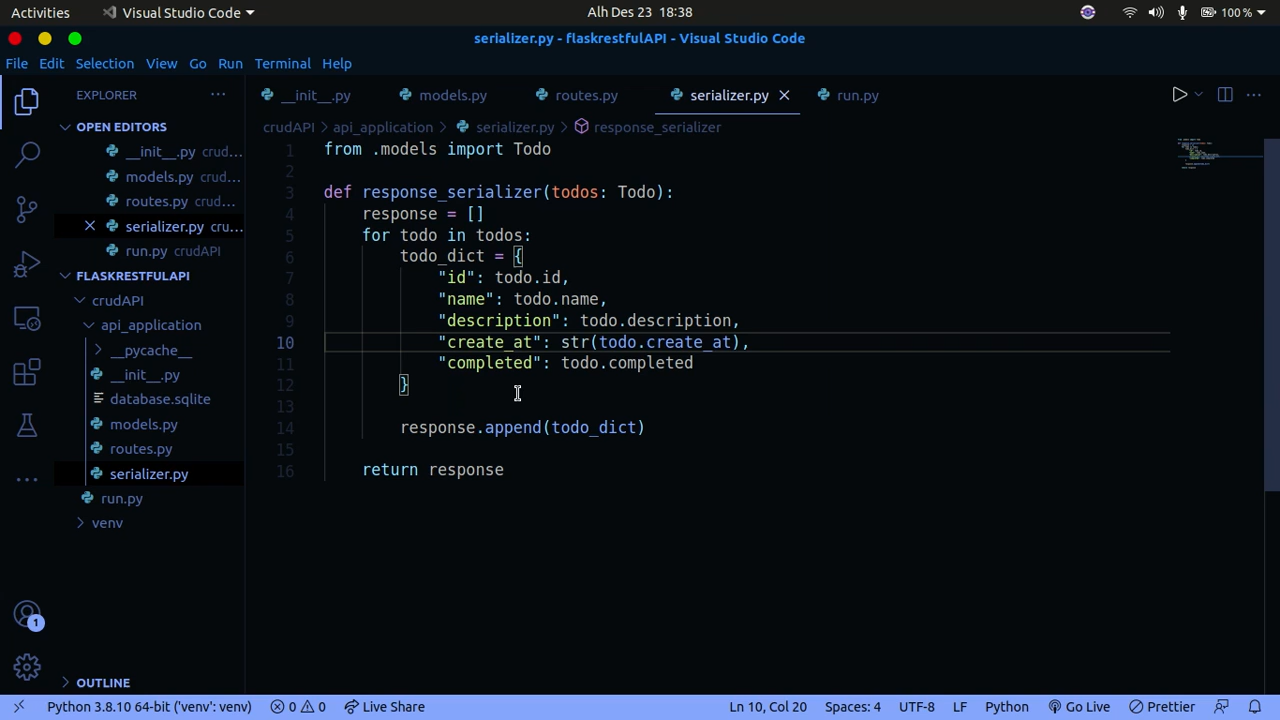 Activities
Visual Studio Code
Alh Des 23 18:38
100 %
serializer.py - flaskrestfulAPI - Visual Studio Code
File Edit Selection View Go Run Terminal Help
EXPLORER
__init__.py models.py routes.py serializer.py run.py
OPEN EDITORS
crudAPI > api_application > serializer.py > response_serializer
__init__.py crud...
models.py crud...
routes.py crud...
serializer.py cru...
run.py crudAPI
FLASKRESTFULAPI
crudAPI
api_application
__pycache__
__init__.py
database.sqlite
models.py
routes.py
serializer.py
run.py
venv
OUTLINE
1 from .models import Todo
2
3 def response_serializer(todos: Todo):
4 response = []
5 for todo in todos:
6 todo_dict = {
7 "id": todo.id,
8 "name": todo.name,
9 "description": todo.description,
10 "create_at": str(todo.create_at),
11 "completed": todo.completed
12 }
13
14 response.append(todo_dict)
15
16 return response
1
Python 3.8.10 64-bit ('venv': venv) 0 0 Live Share Ln 10, Col 20 Spaces: 4 UTF-8 LF Python Go Live Prettier